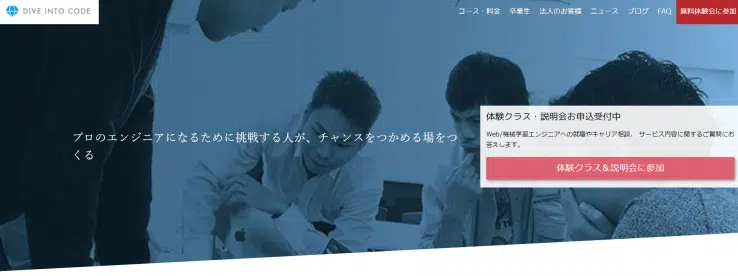 DIVE INTO CODE
コース・料金 卒業生 法人のお客様 ニュース ブログ FAQ 無料体験会に参加
体験クラス・説明会お申込受付中
Web/機械学習エンジニアへの就職やキャリア相談、サービス内容に関するご質問にお
答えします。
体験クラス＆説明会に参加
プロのエンジニアになるために挑戦する人が、チャンスをつかめる場をつ
くる